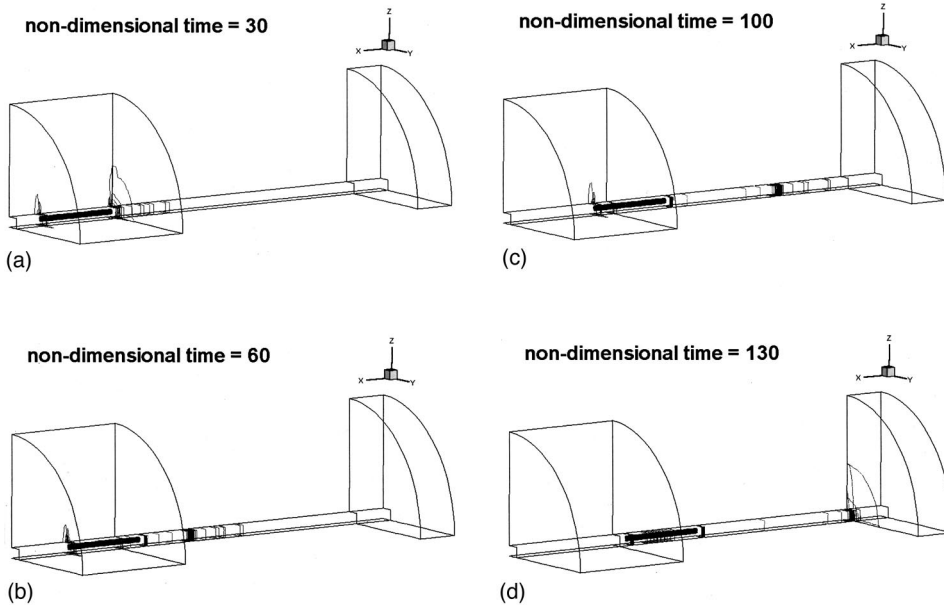 non-dimensional time = 30
Z
X Y
(a)
non-dimensional time = 100
Z
X Y
(c)
non-dimensional time = 60
Z
X Y
(b)
non-dimensional time = 130
Z
X Y
(d)